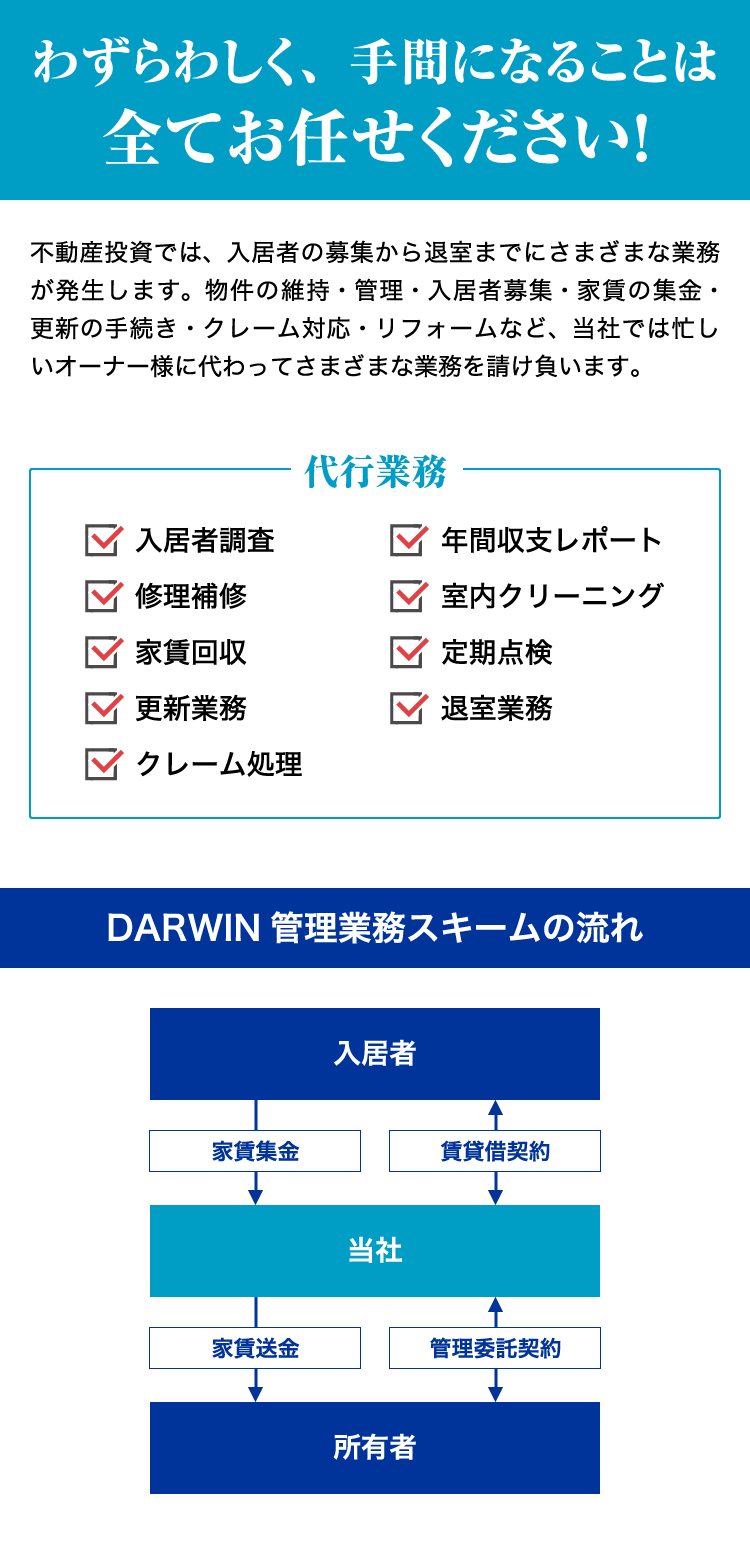 わずらわしく、手間になることは
全てお任せください!
不動産投資では、入居者の募集から退室までにさまざまな業務
が発生します。物件の維持・管理・入居者募集・家賃の集金・
更新の手続き・クレーム対応・リフォームなど、当社では忙し
いオーナー様に代わってさまざまな業務を請け負います。
代行業務
入居者調査
修理補修
家賃回収
更新業務
クレーム処理
年間収支レポート
室内クリーニング
定期点検
退室業務
DARWIN 管理業務スキームの流れ
入居者
家賃集金
賃貸借契約
当社
家賃送金
管理委託契約
所有者